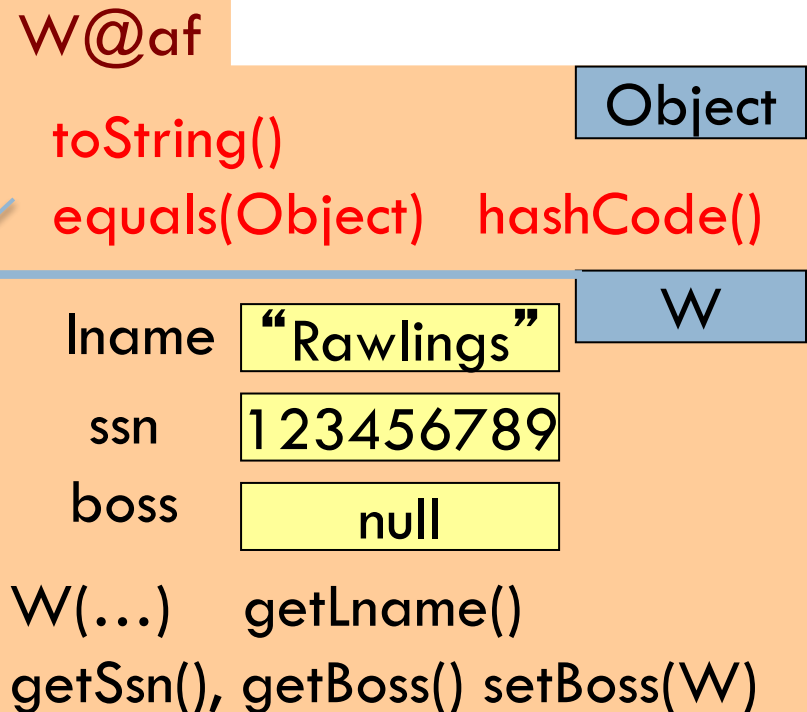 W@af
Object
toString()
equals(Object) hashCode()
W
lname “Rawlings”
ssn 123456789
boss null
W(…) getLname()
getSsn(), getBoss() setBoss(W)